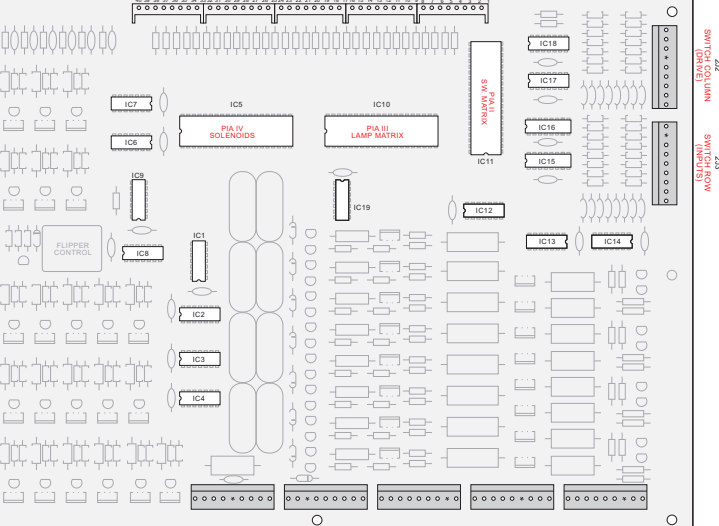 IC18
IC17
IC16
IC15
IC7
IC6
IC5
PIA IV
SOLENOIDS
IC10
PIA III
LAMP MATRIX
PIA II
SW. MATRIX
IC11
SWITCH COLUMN
(DRIVE)
SWITCH ROW
(INPUTS)
IC9
IC19
IC12
IC13
IC14
IC1
IC8
FLIPPER
CONTROL
IC2
IC3
IC4